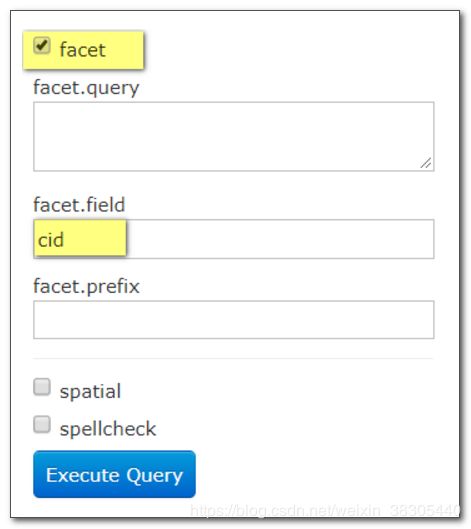 facet
facet.query
facet.field
cid
facet.prefix
spatial
spellcheck
Execute Query
https://blog.csdn.net/weixin_38305440